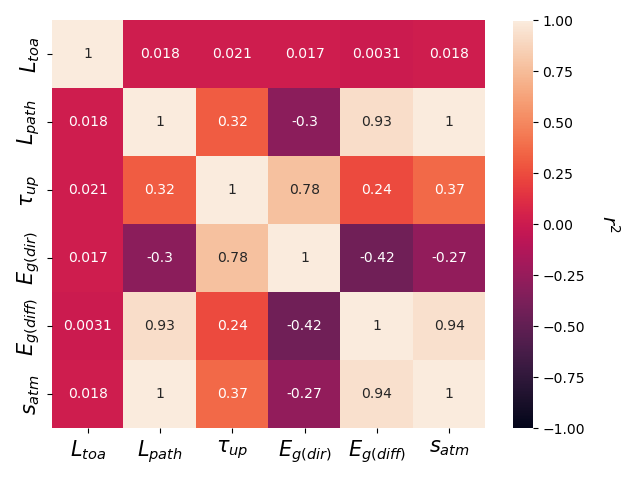 L_toa 1 0.018 0.021 0.017 0.0031 0.018
L_path 0.018 1 0.32 -0.3 0.93 1
τ_up 0.021 0.32 1 0.78 0.24 0.37
E_g(dir) 0.017 -0.3 0.78 1 -0.42 -0.27
E_g(diff) 0.0031 0.93 0.24 -0.42 1 0.94
s_atm 0.018 1 0.37 -0.27 0.94 1
L_toa L_path τ_up E_g(dir) E_g(diff) s_atm
1.00
0.75
0.50
0.25
0.00
−0.25
−0.50
−0.75
−1.00
r²